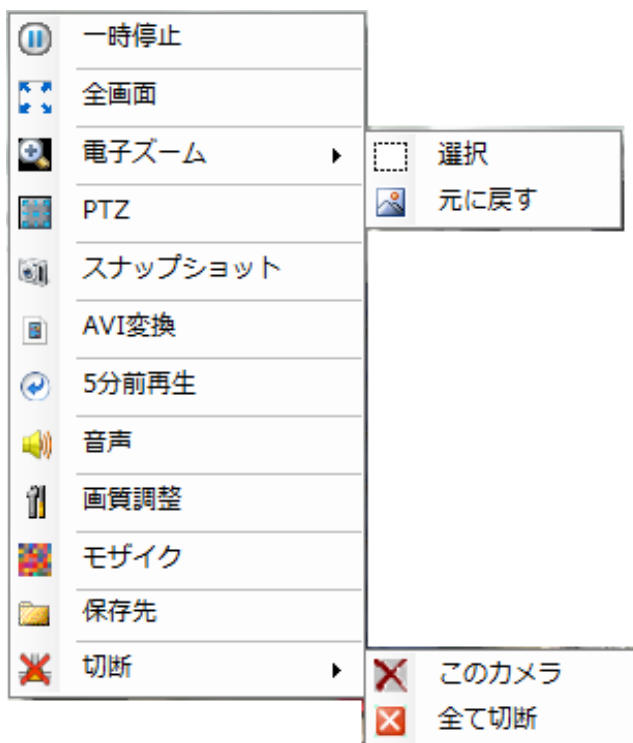 一時停止
全画面
電子ズーム
選択
元に戻す
PTZ
スナップショット
AVI変換
5分前再生
音声
画質調整
モザイク
保存先
切断
このカメラ
全て切断